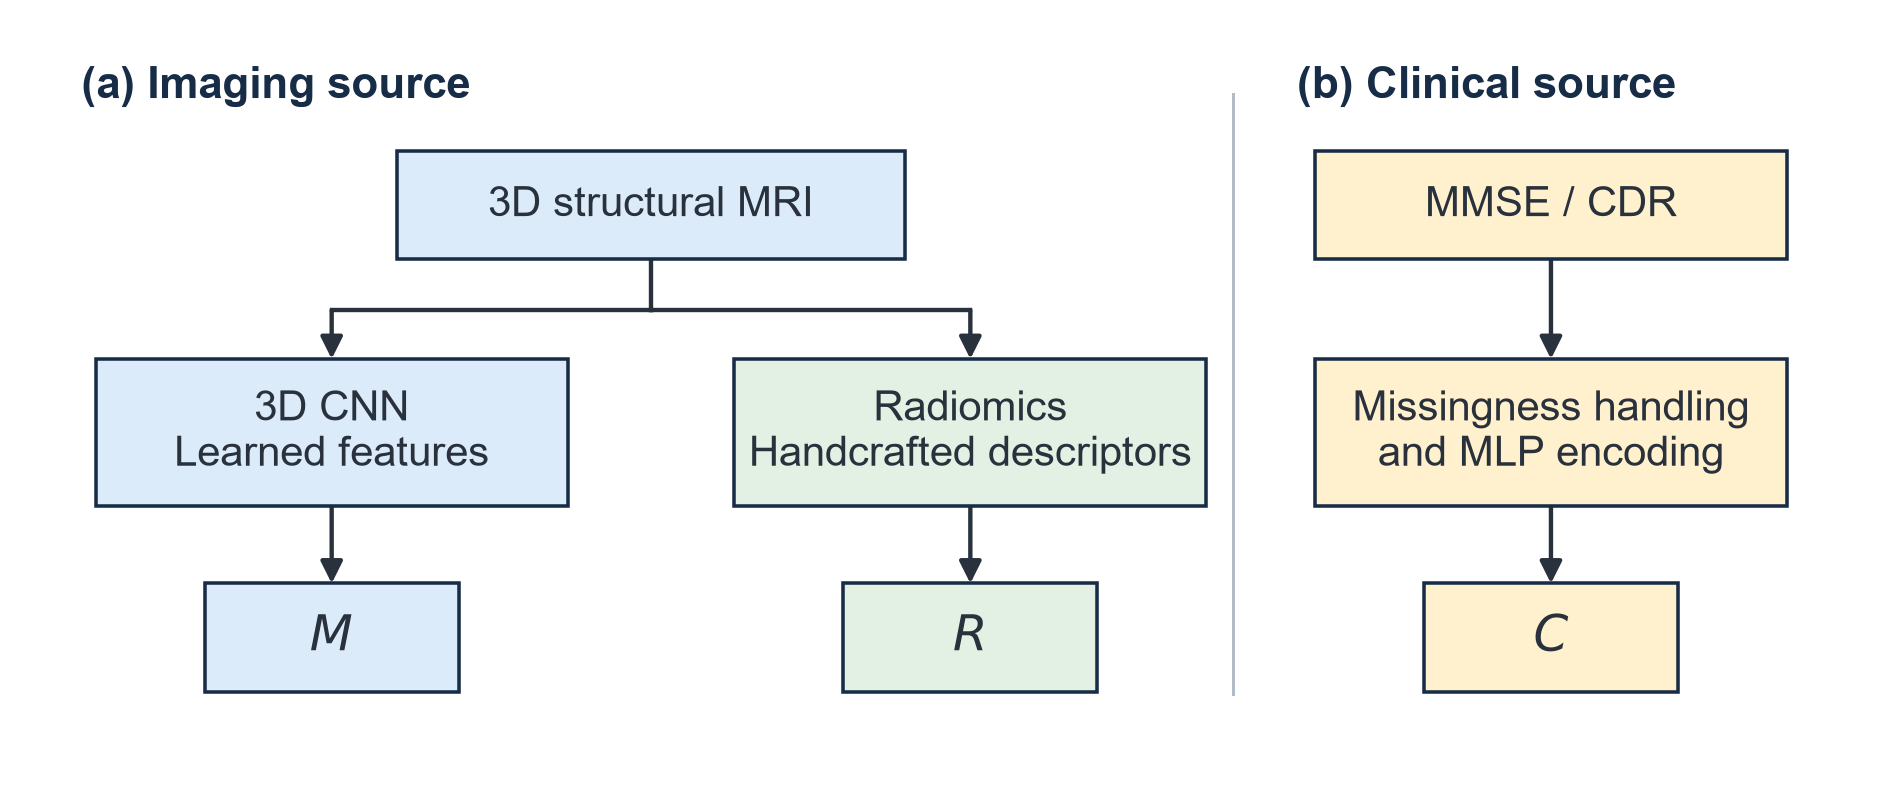 (a) Imaging source
3D structural MRI
3D CNN
Learned features
Radiomics
Handcrafted descriptors
M
R
(b) Clinical source
MMSE / CDR
Missingness handling
and MLP encoding
C